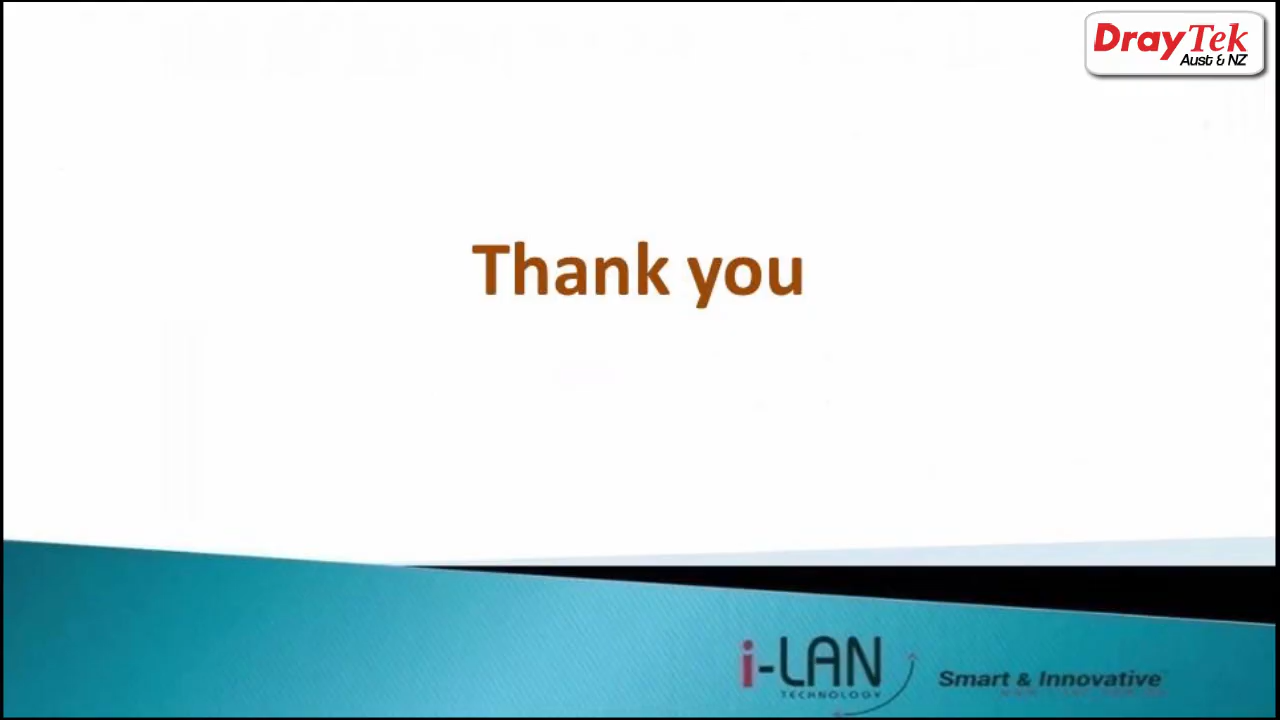 DrayTek
Aust & NZ
Thank you
i-LAN
TECHNOLOGY
Smart & Innovative